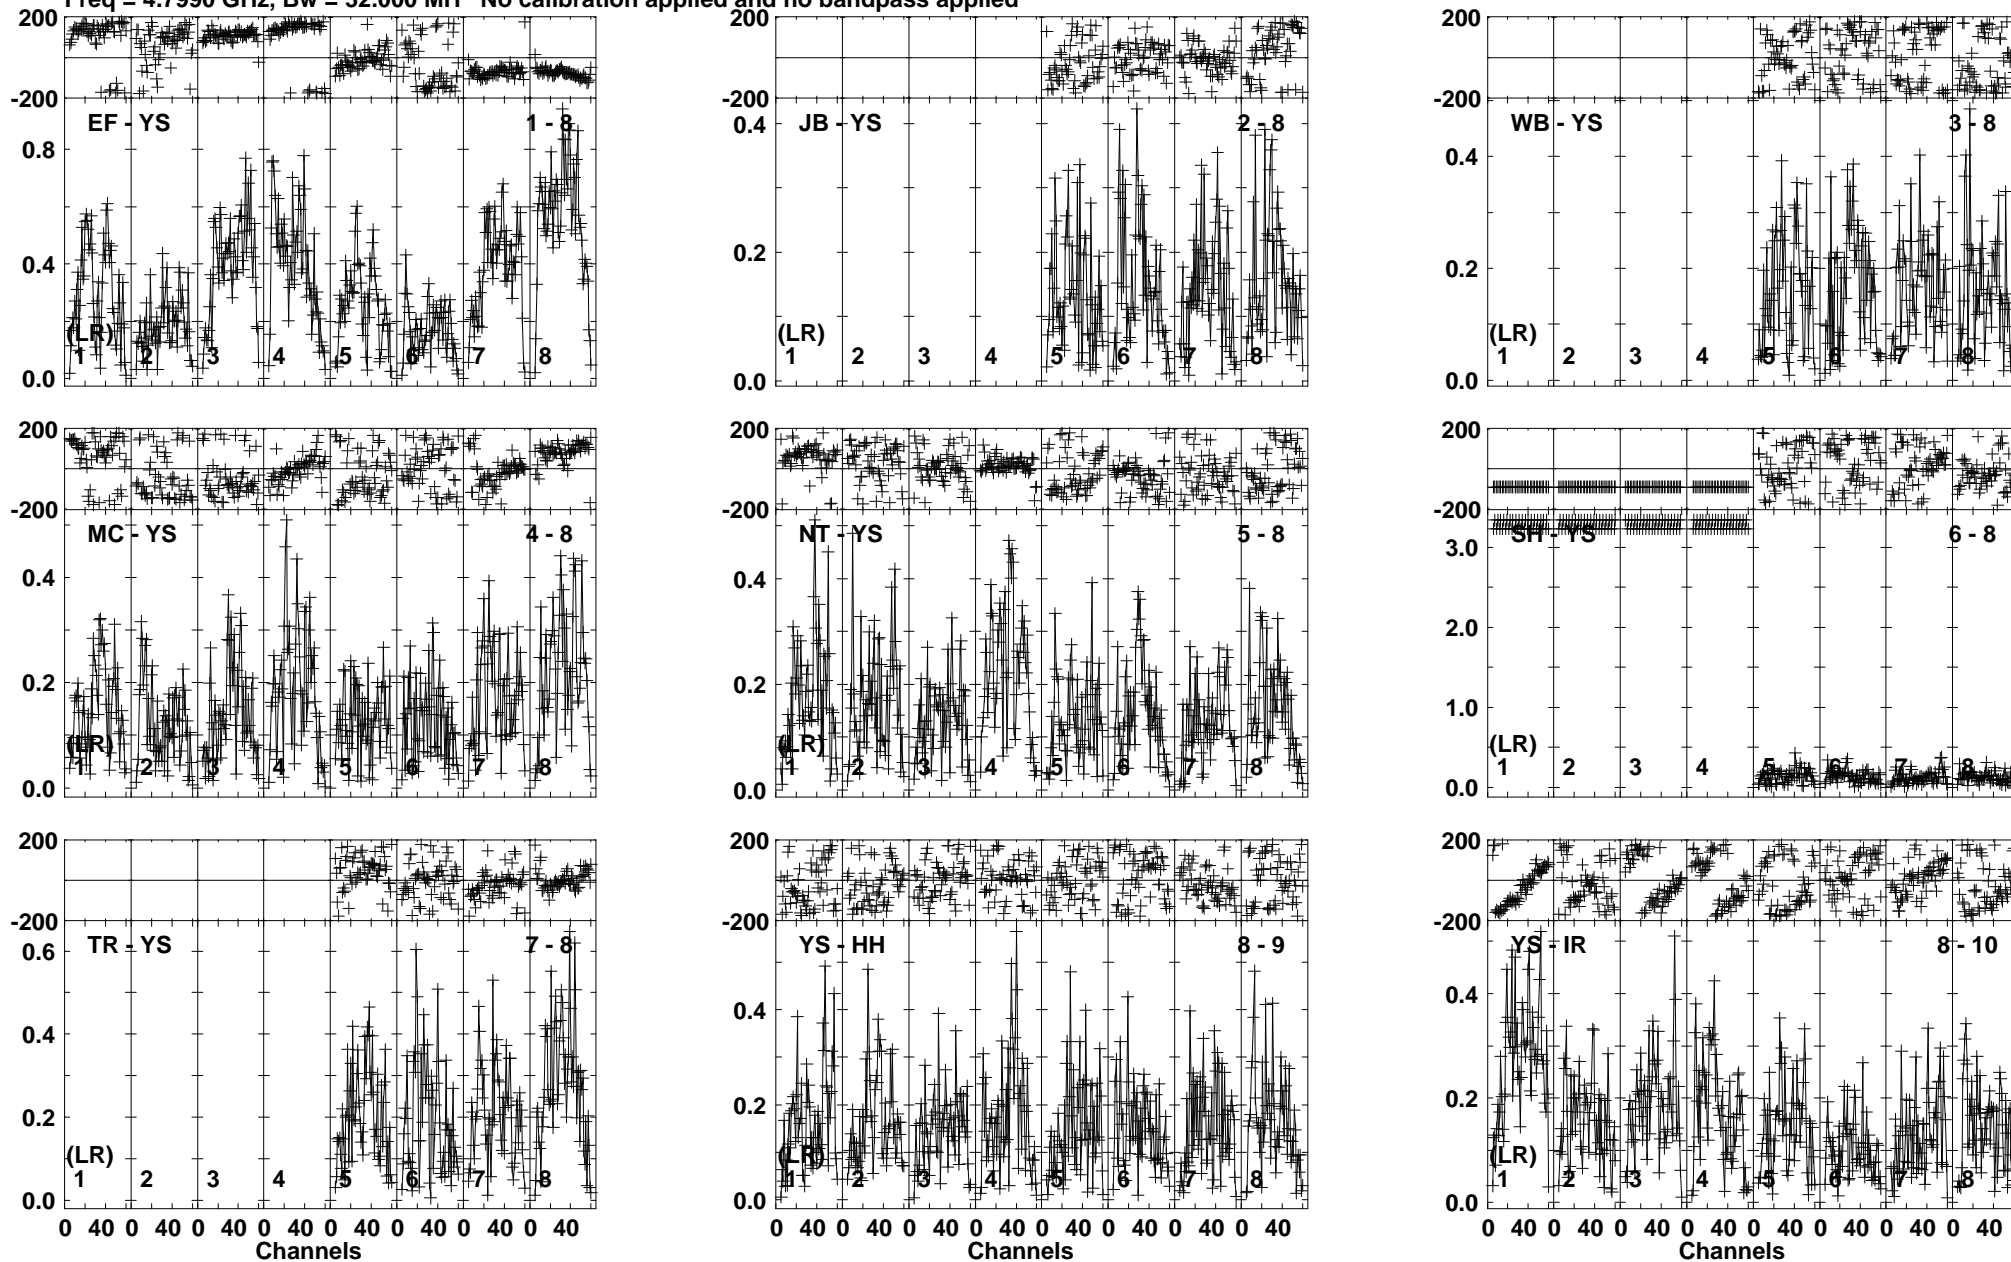 Freq = 4.7990 GHz, Bw = 32.000 MH No calibration applied and no bandpass applied
200 200 200
-200 -200 -200
EF - YS 1 - 8 JB - YS 2 - 8 WB - YS 3 - 8
0.8 0.4 0.4
0.4 0.2 0.2
(LR) (LR) (LR)
1 2 3 4 5 6 7 8 1 2 3 4 5 6 7 8 1 2 3 4 5 6 7 8
0.0 0.0 0.0
200 200 200
-200 -200 -200
MC - YS 4 - 8 NT - YS 5 - 8 SH - YS 6 - 8
3.0
0.4 0.4
2.0
0.2 0.2
1.0
(LR) (LR) (LR)
1 2 3 4 5 6 7 8 1 2 3 4 5 6 7 8 1 2 3 4 5 6 7 8
0.0 0.0 0.0
200 200 200
-200 -200 -200
TR - YS 7 - 8 YS - HH 8 - 9 YS - IR 8 - 10
0.6
0.4 0.4 0.4
0.2 0.2 0.2
(LR) (LR) (LR)
1 2 3 4 5 6 7 8 1 2 3 4 5 6 7 8 1 2 3 4 5 6 7 8
0.0 0.0 0.0
0 40 0 40 0 40 0 40 0 40 0 40 0 40 0 40 0 40 0 40 0 40 0 40 0 40 0 40 0 40 0 40 0 40 0 40 0 40 0 40 0 40 0 40 0 40 0 40
Channels Channels Channels